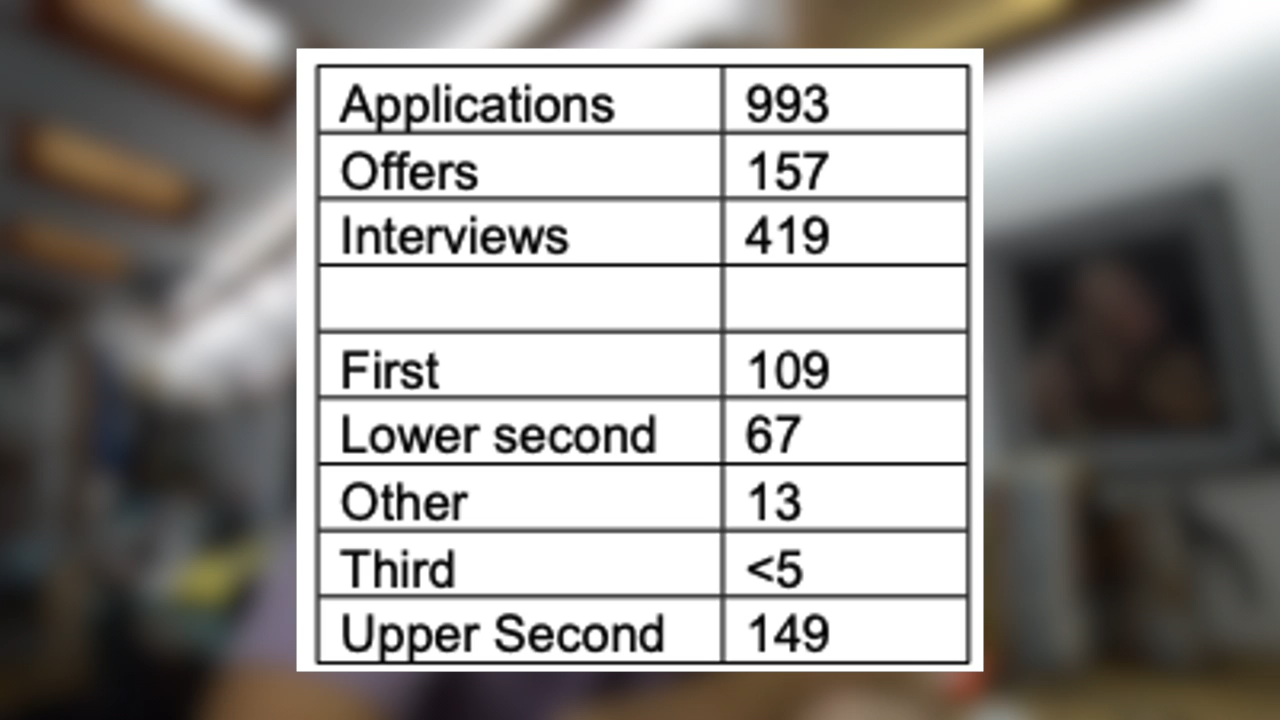 Applications 993
Offers 157
Interviews 419
First 109
Lower second 67
Other 13
Third <5
Upper Second 149